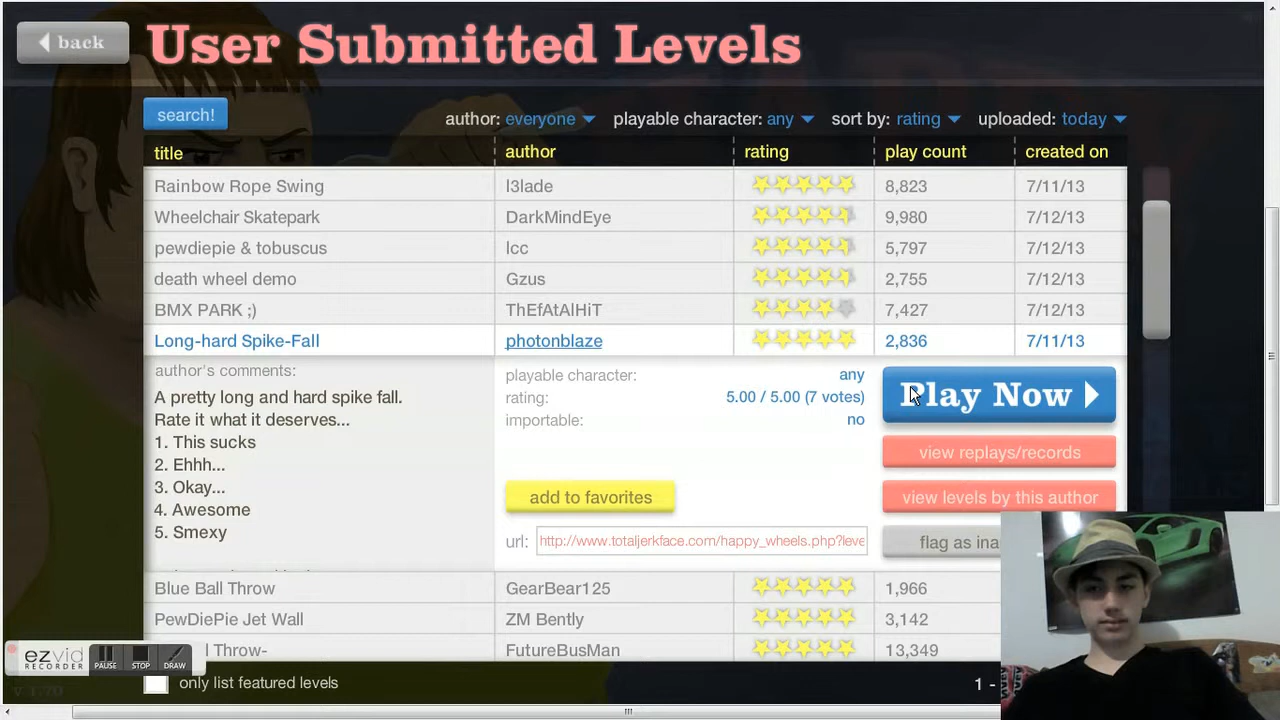 back
User Submitted Levels
search!
author: everyone
playable character: any
sort by: rating
uploaded: today
title author rating play count created on
Rainbow Rope Swing l3lade 8,823 7/11/13
Wheelchair Skatepark DarkMindEye 9,980 7/12/13
pewdiepie & tobuscus lcc 5,797 7/12/13
death wheel demo Gzus 2,755 7/12/13
BMX PARK ;) ThEfAtAlHiT 7,427 7/12/13
Long-hard Spike-Fall photonblaze 2,836 7/11/13
author's comments:
A pretty long and hard spike fall.
Rate it what it deserves...
1. This sucks
2. Ehhh...
3. Okay...
4. Awesome
5. Smexy
playable character: any
rating: 5.00 / 5.00 (7 votes)
importable: no
add to favorites
url: http://www.totaljerkface.com/happy_wheels.php?leve
Play Now
view replays/records
view levels by this author
flag as ina
Blue Ball Throw GearBear125 1,966
PewDiePie Jet Wall ZM Bently 3,142
Throw- FutureBusMan 13,349
ezvid
RECORDER
PAUSE STOP DRAW
only list featured levels
1 -
v 1.70